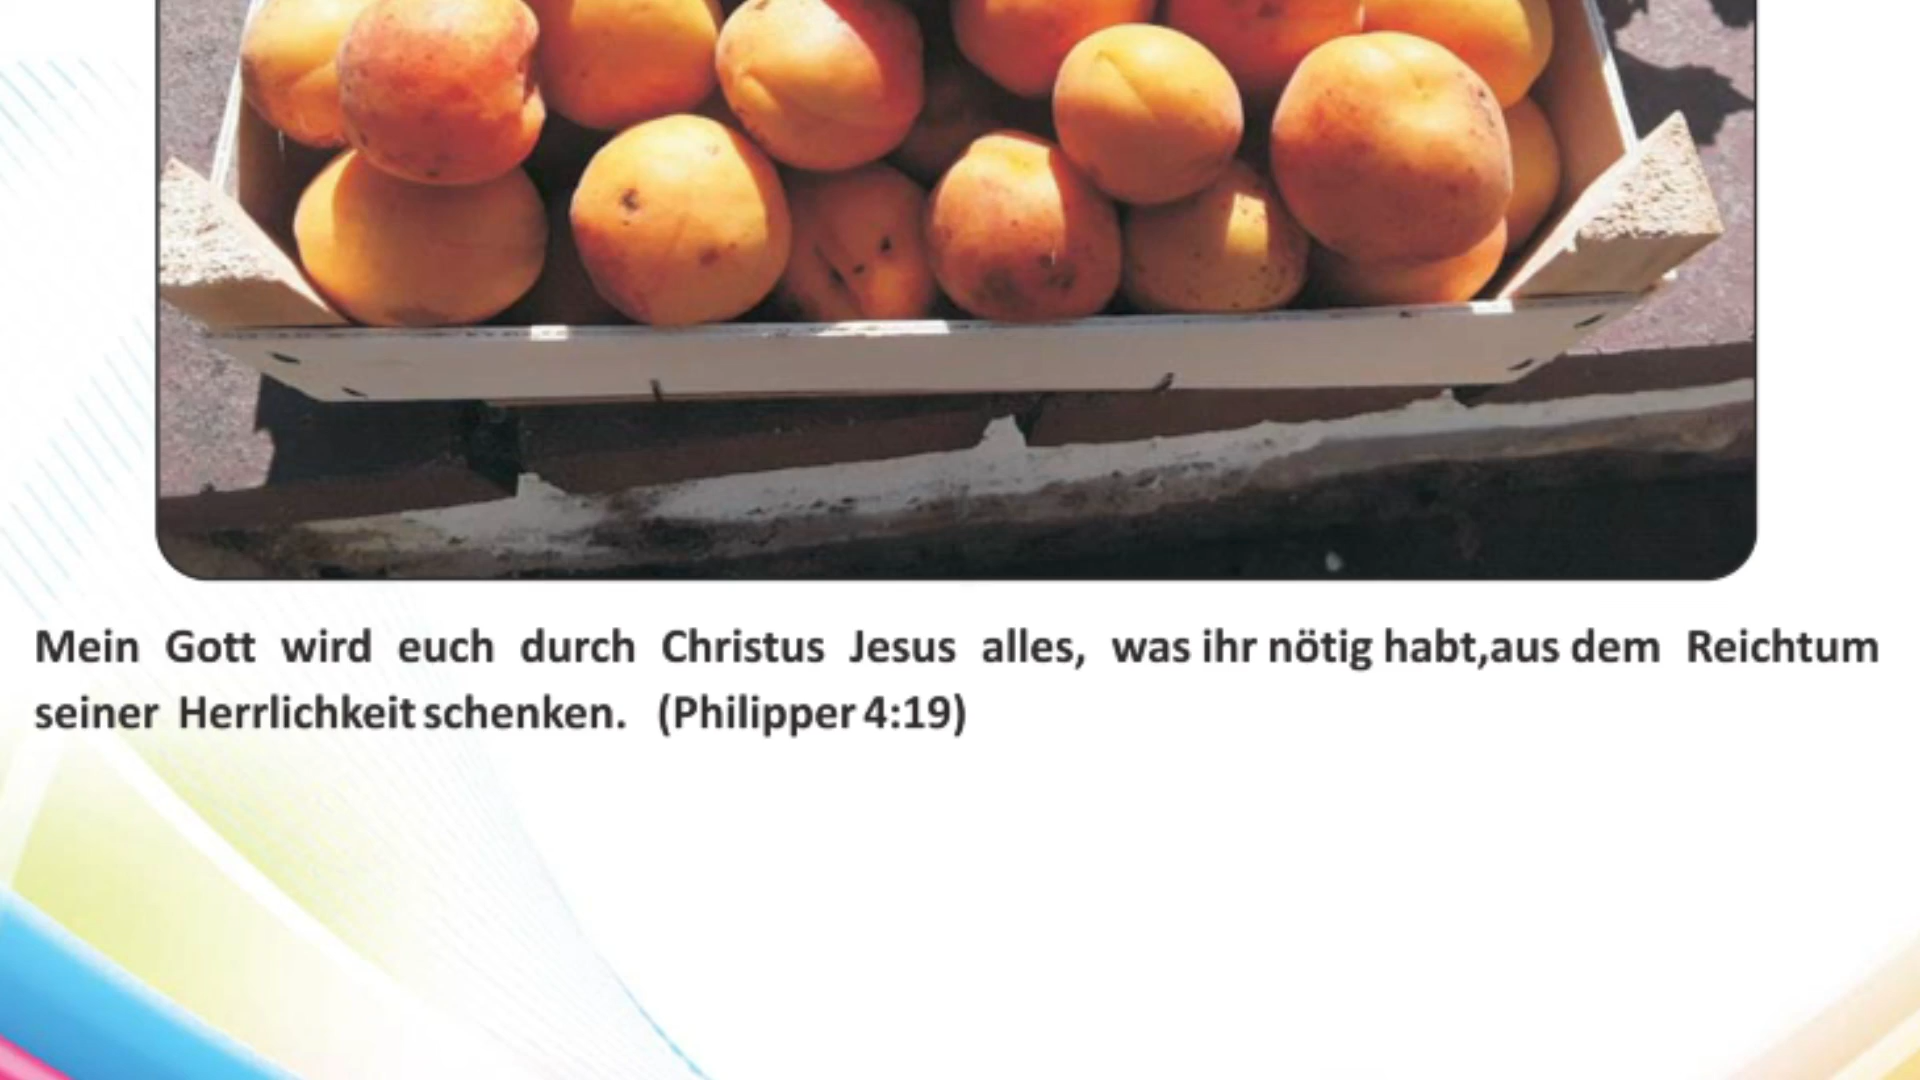 Mein Gott wird euch durch Christus Jesus alles, was ihr nötig habt,aus dem Reichtum
seiner Herrlichkeit schenken. (Philipper 4:19)